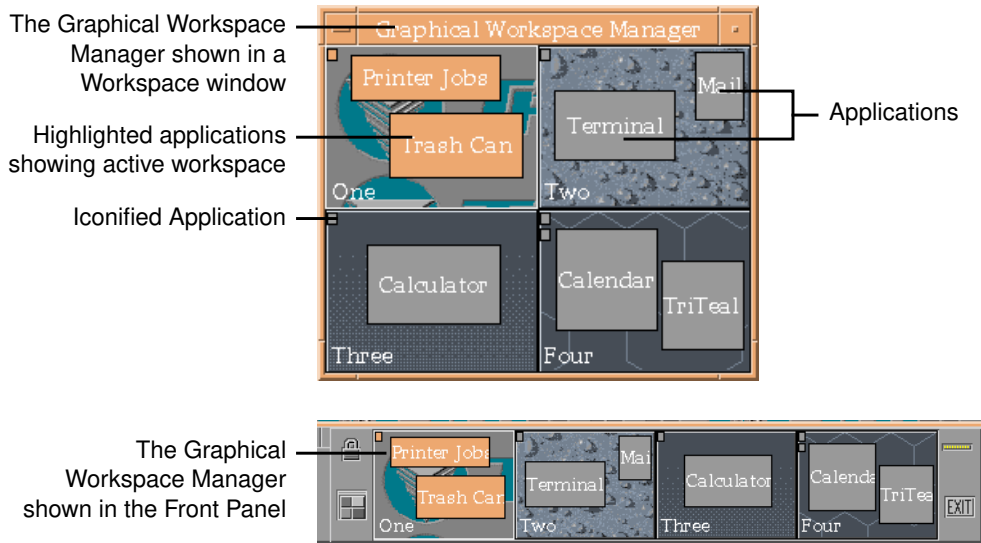 The Graphical Workspace
Manager shown in a
Workspace window
Highlighted applications
showing active workspace
Iconified Application
Graphical Workspace Manager
Printer Jobs
Trash Can
One
Mail
Terminal
Two
Calculator
Three
Calendar
TriTeal
Four
Applications
The Graphical
Workspace Manager
shown in the Front Panel
Printer Jobs
Trash Can
One
Mai
Terminal
Two
Calculator
Three
Calenda
TriTea
Four
EXIT